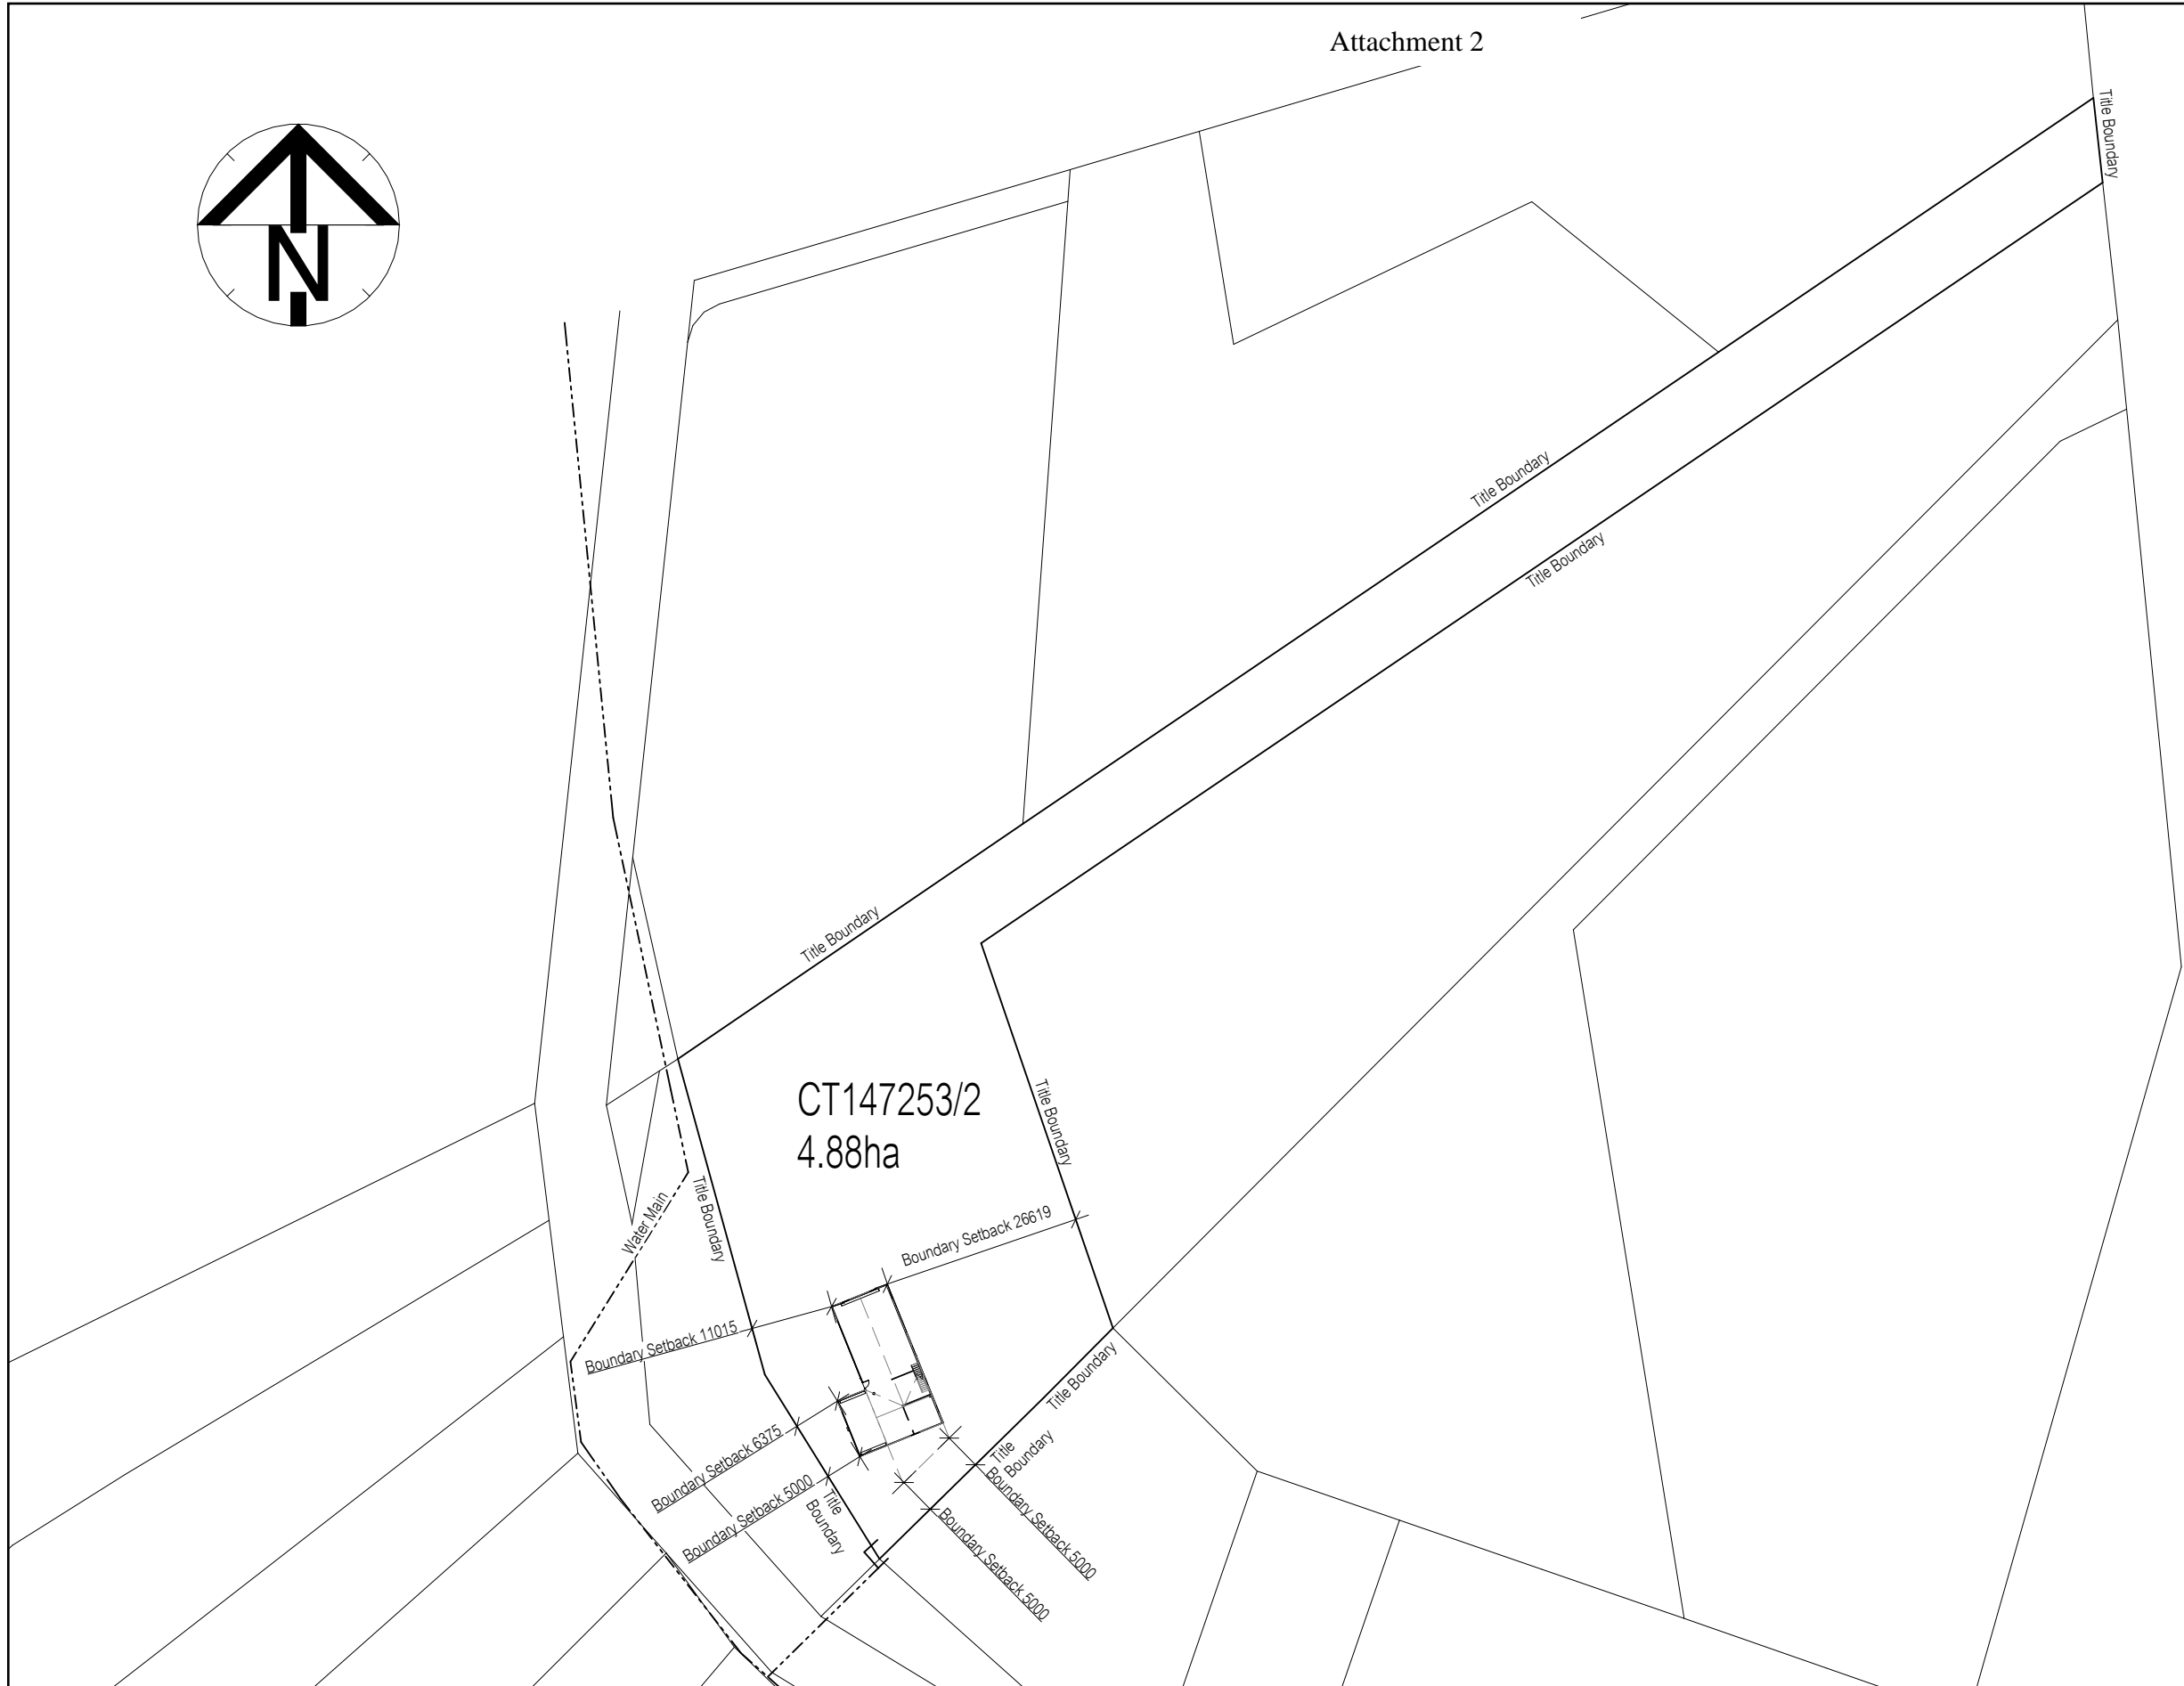 Attachment 2
Title Boundary
N
Title Boundary
Title Boundary
Title Boundary
CT147253/2
4.88ha
Title Boundary
Water Main
Title Boundary
Boundary Setback 26619
Boundary Setback 11015
Title Boundary
Boundary Setback 6375
Title
Boundary
Boundary Setback 5000
Boundary Setback 5000
Title
Boundary
Boundary Setback 5000